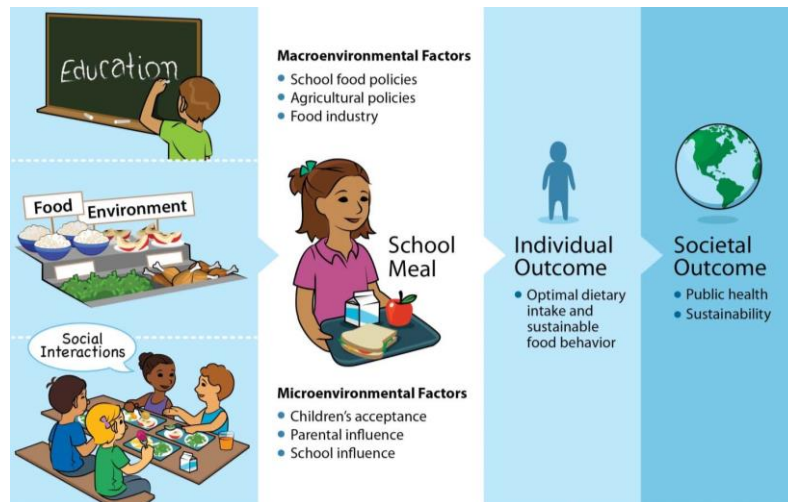 Education
Food
Environment
Social
Interactions
Macroenvironmental Factors
• School food policies
• Agricultural policies
• Food industry
School
Meal
Microenvironmental Factors
• Children's acceptance
• Parental influence
• School influence
Individual
Outcome
• Optimal dietary
intake and
sustainable
food behavior
Societal
Outcome
• Public health
• Sustainability